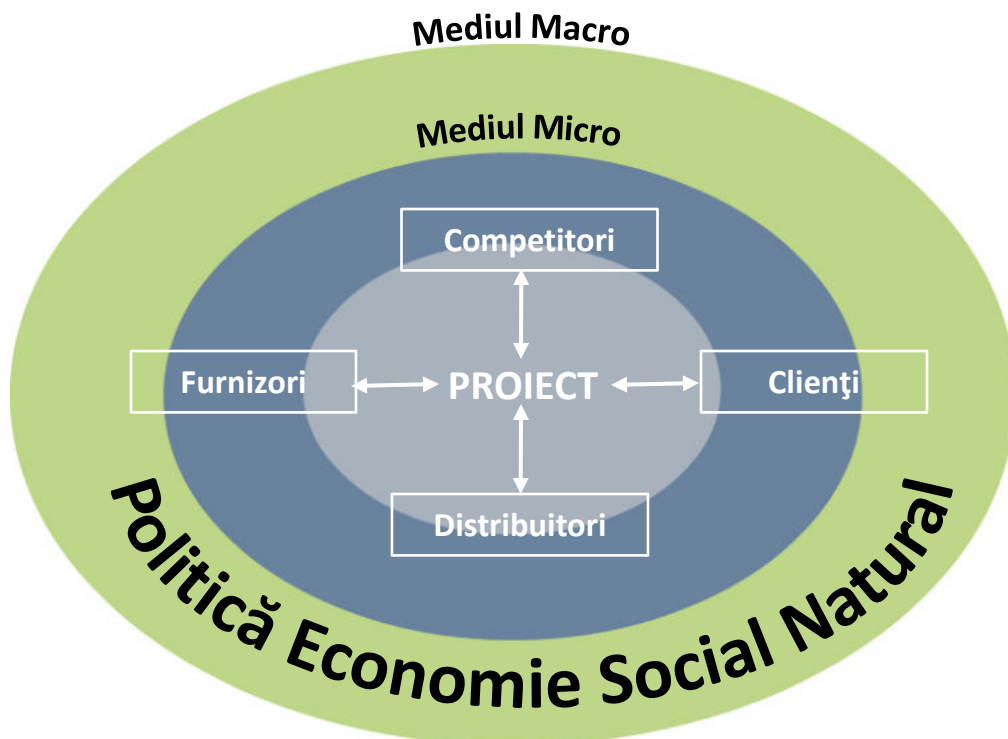 Mediul Macro
Mediul Micro
Competitori
Furnizori
PROIECT
Clienţi
Distribuitori
Politică Economie Social Natural